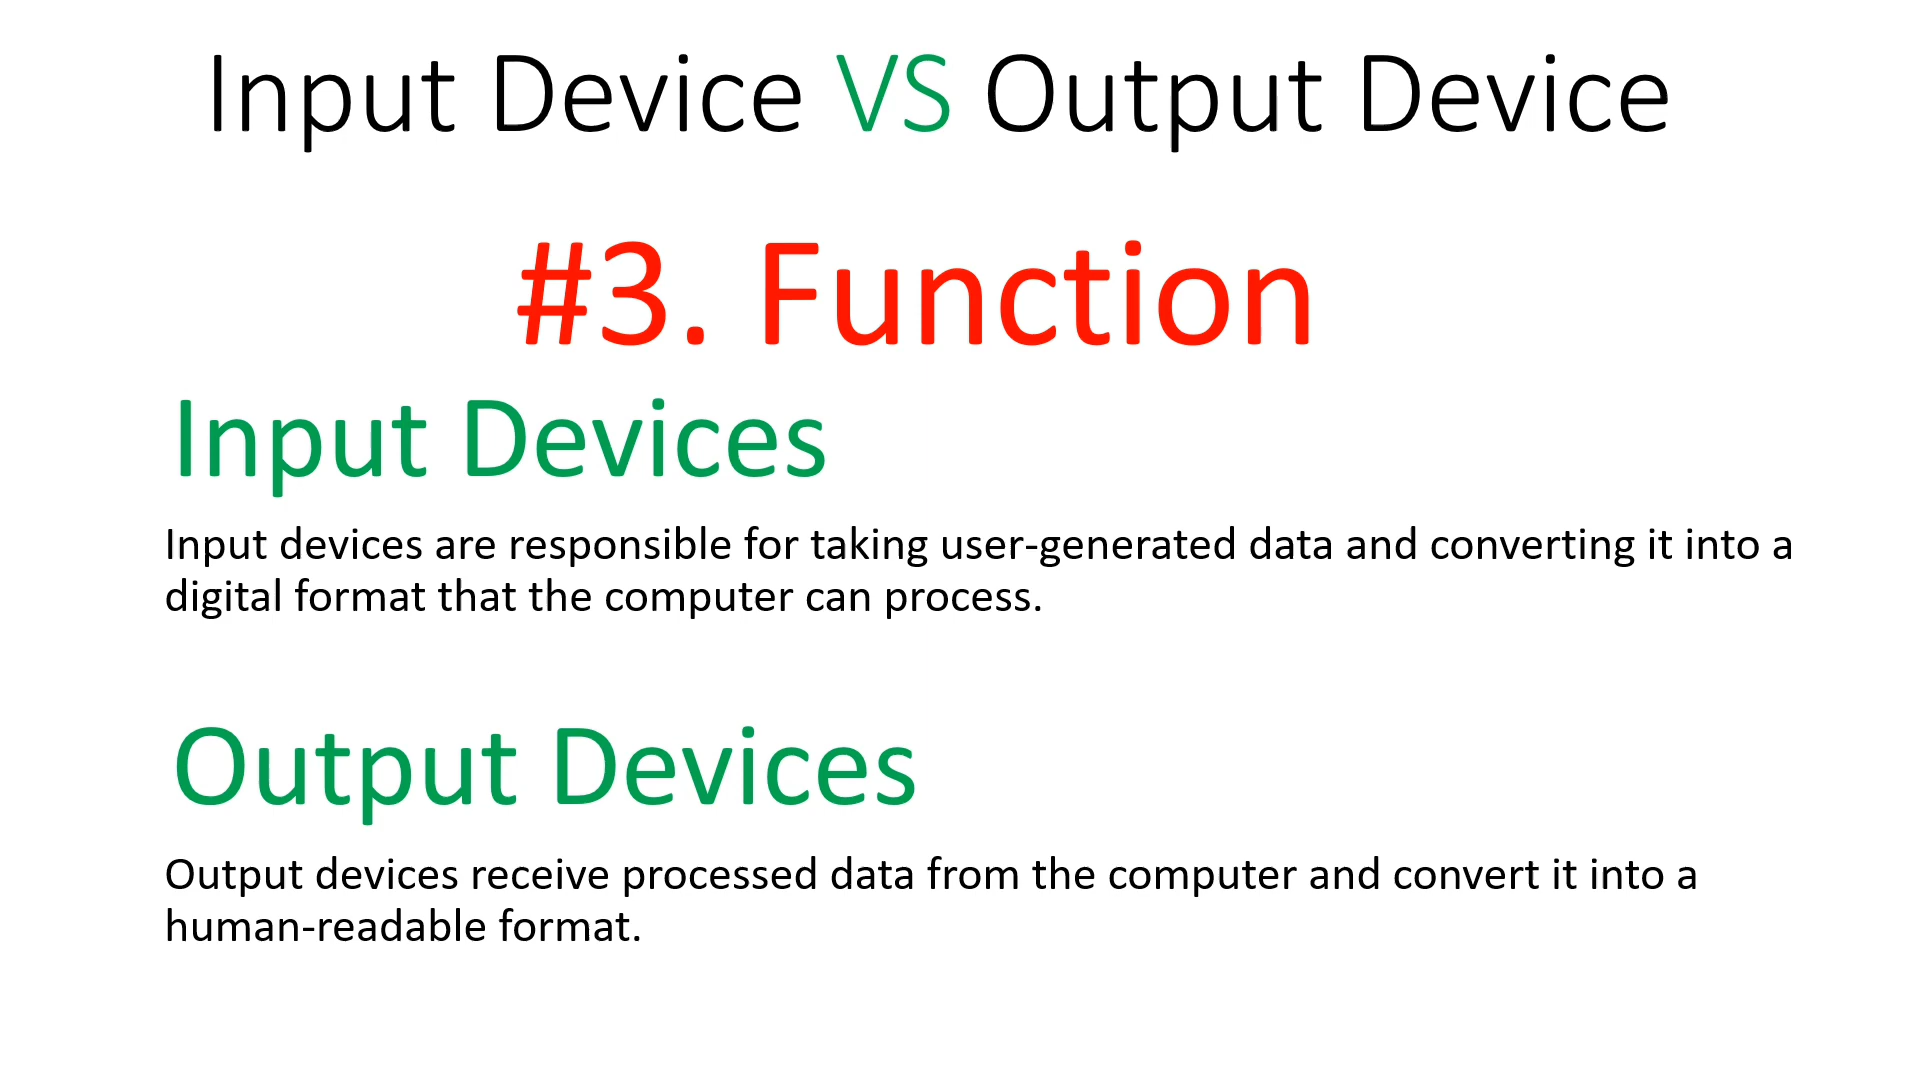 Input Device VS Output Device
#3. Function
Input Devices
Input devices are responsible for taking user-generated data and converting it into a
digital format that the computer can process.
Output Devices
Output devices receive processed data from the computer and convert it into a
human-readable format.